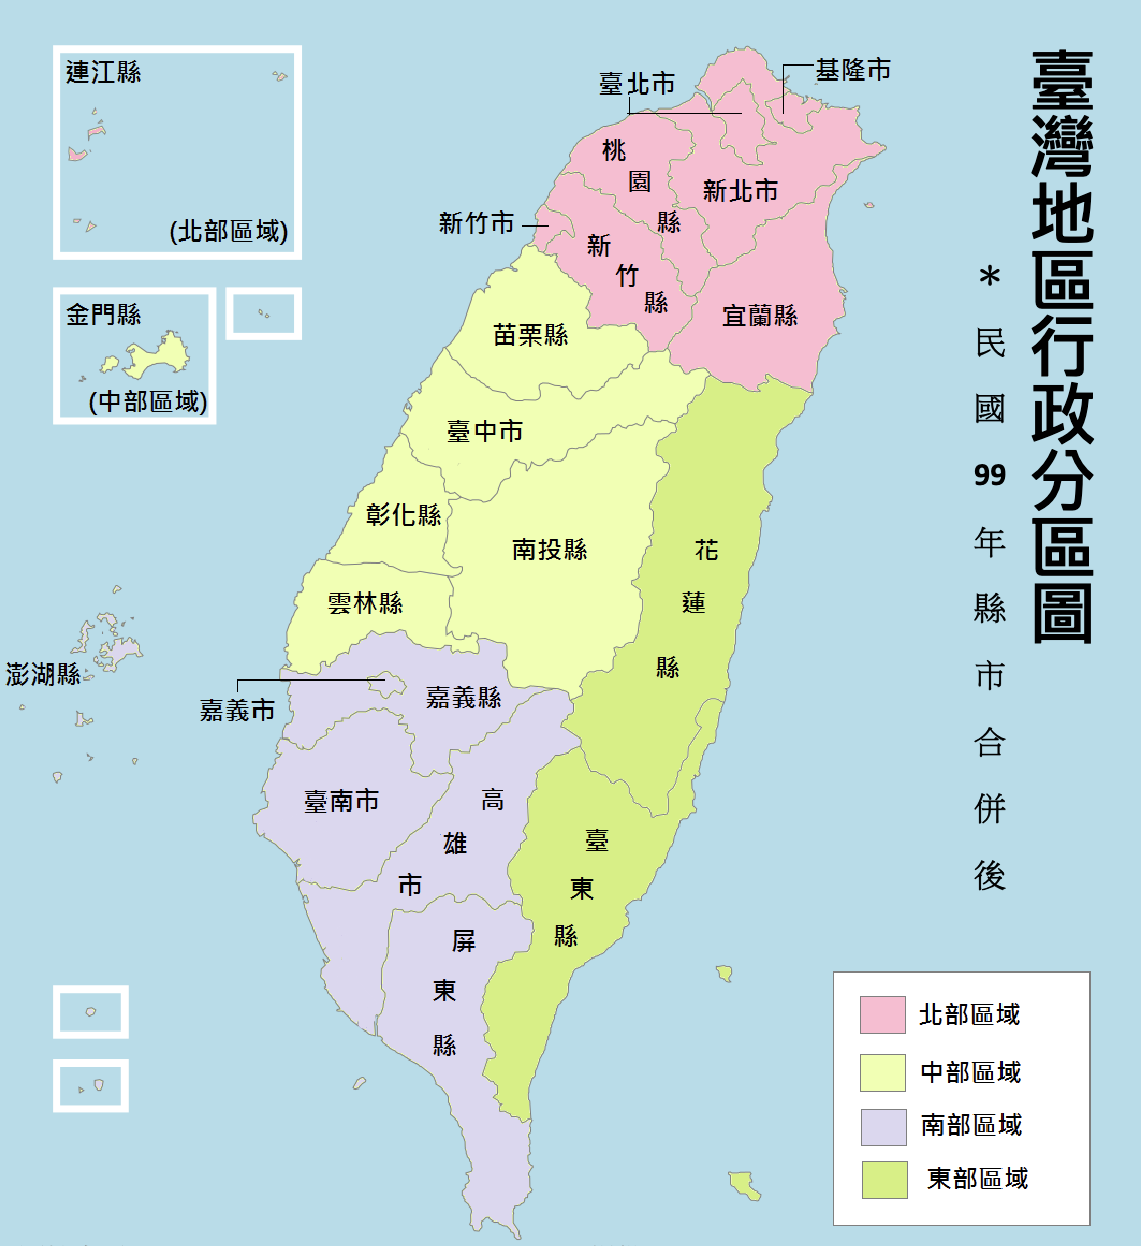 臺灣地區行政分區圖
*民國99年縣市合併後
連江縣
(北部區域)
金門縣
(中部區域)
基隆市
臺北市
桃園縣
新北市
新竹市
新竹縣
宜蘭縣
苗栗縣
臺中市
彰化縣
南投縣
花蓮縣
雲林縣
澎湖縣
嘉義市
嘉義縣
臺南市
高雄市
臺東縣
屏東縣
北部區域
中部區域
南部區域
東部區域